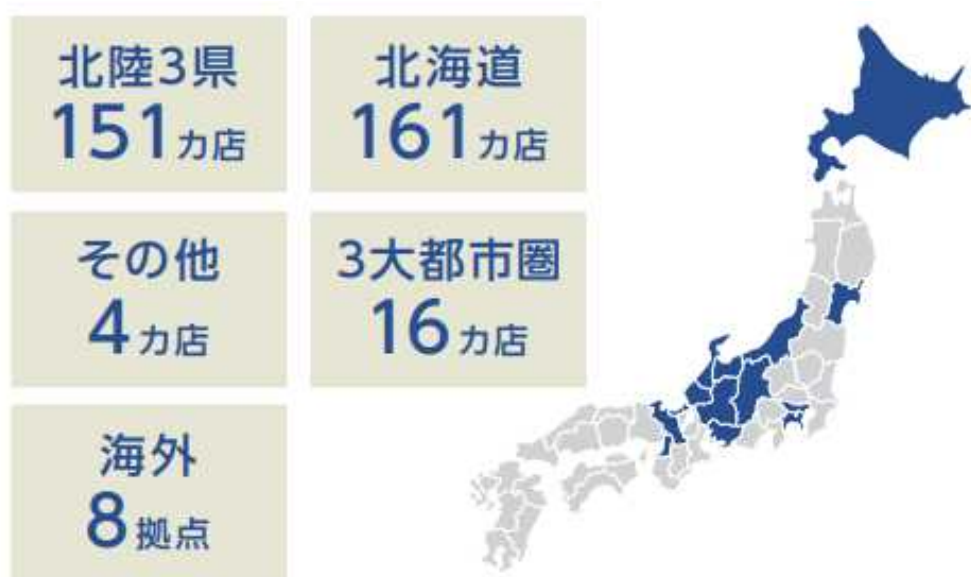 北陸3県
151カ店
北海道
161カ店
その他
4カ店
3大都市圏
16カ店
海外
8拠点